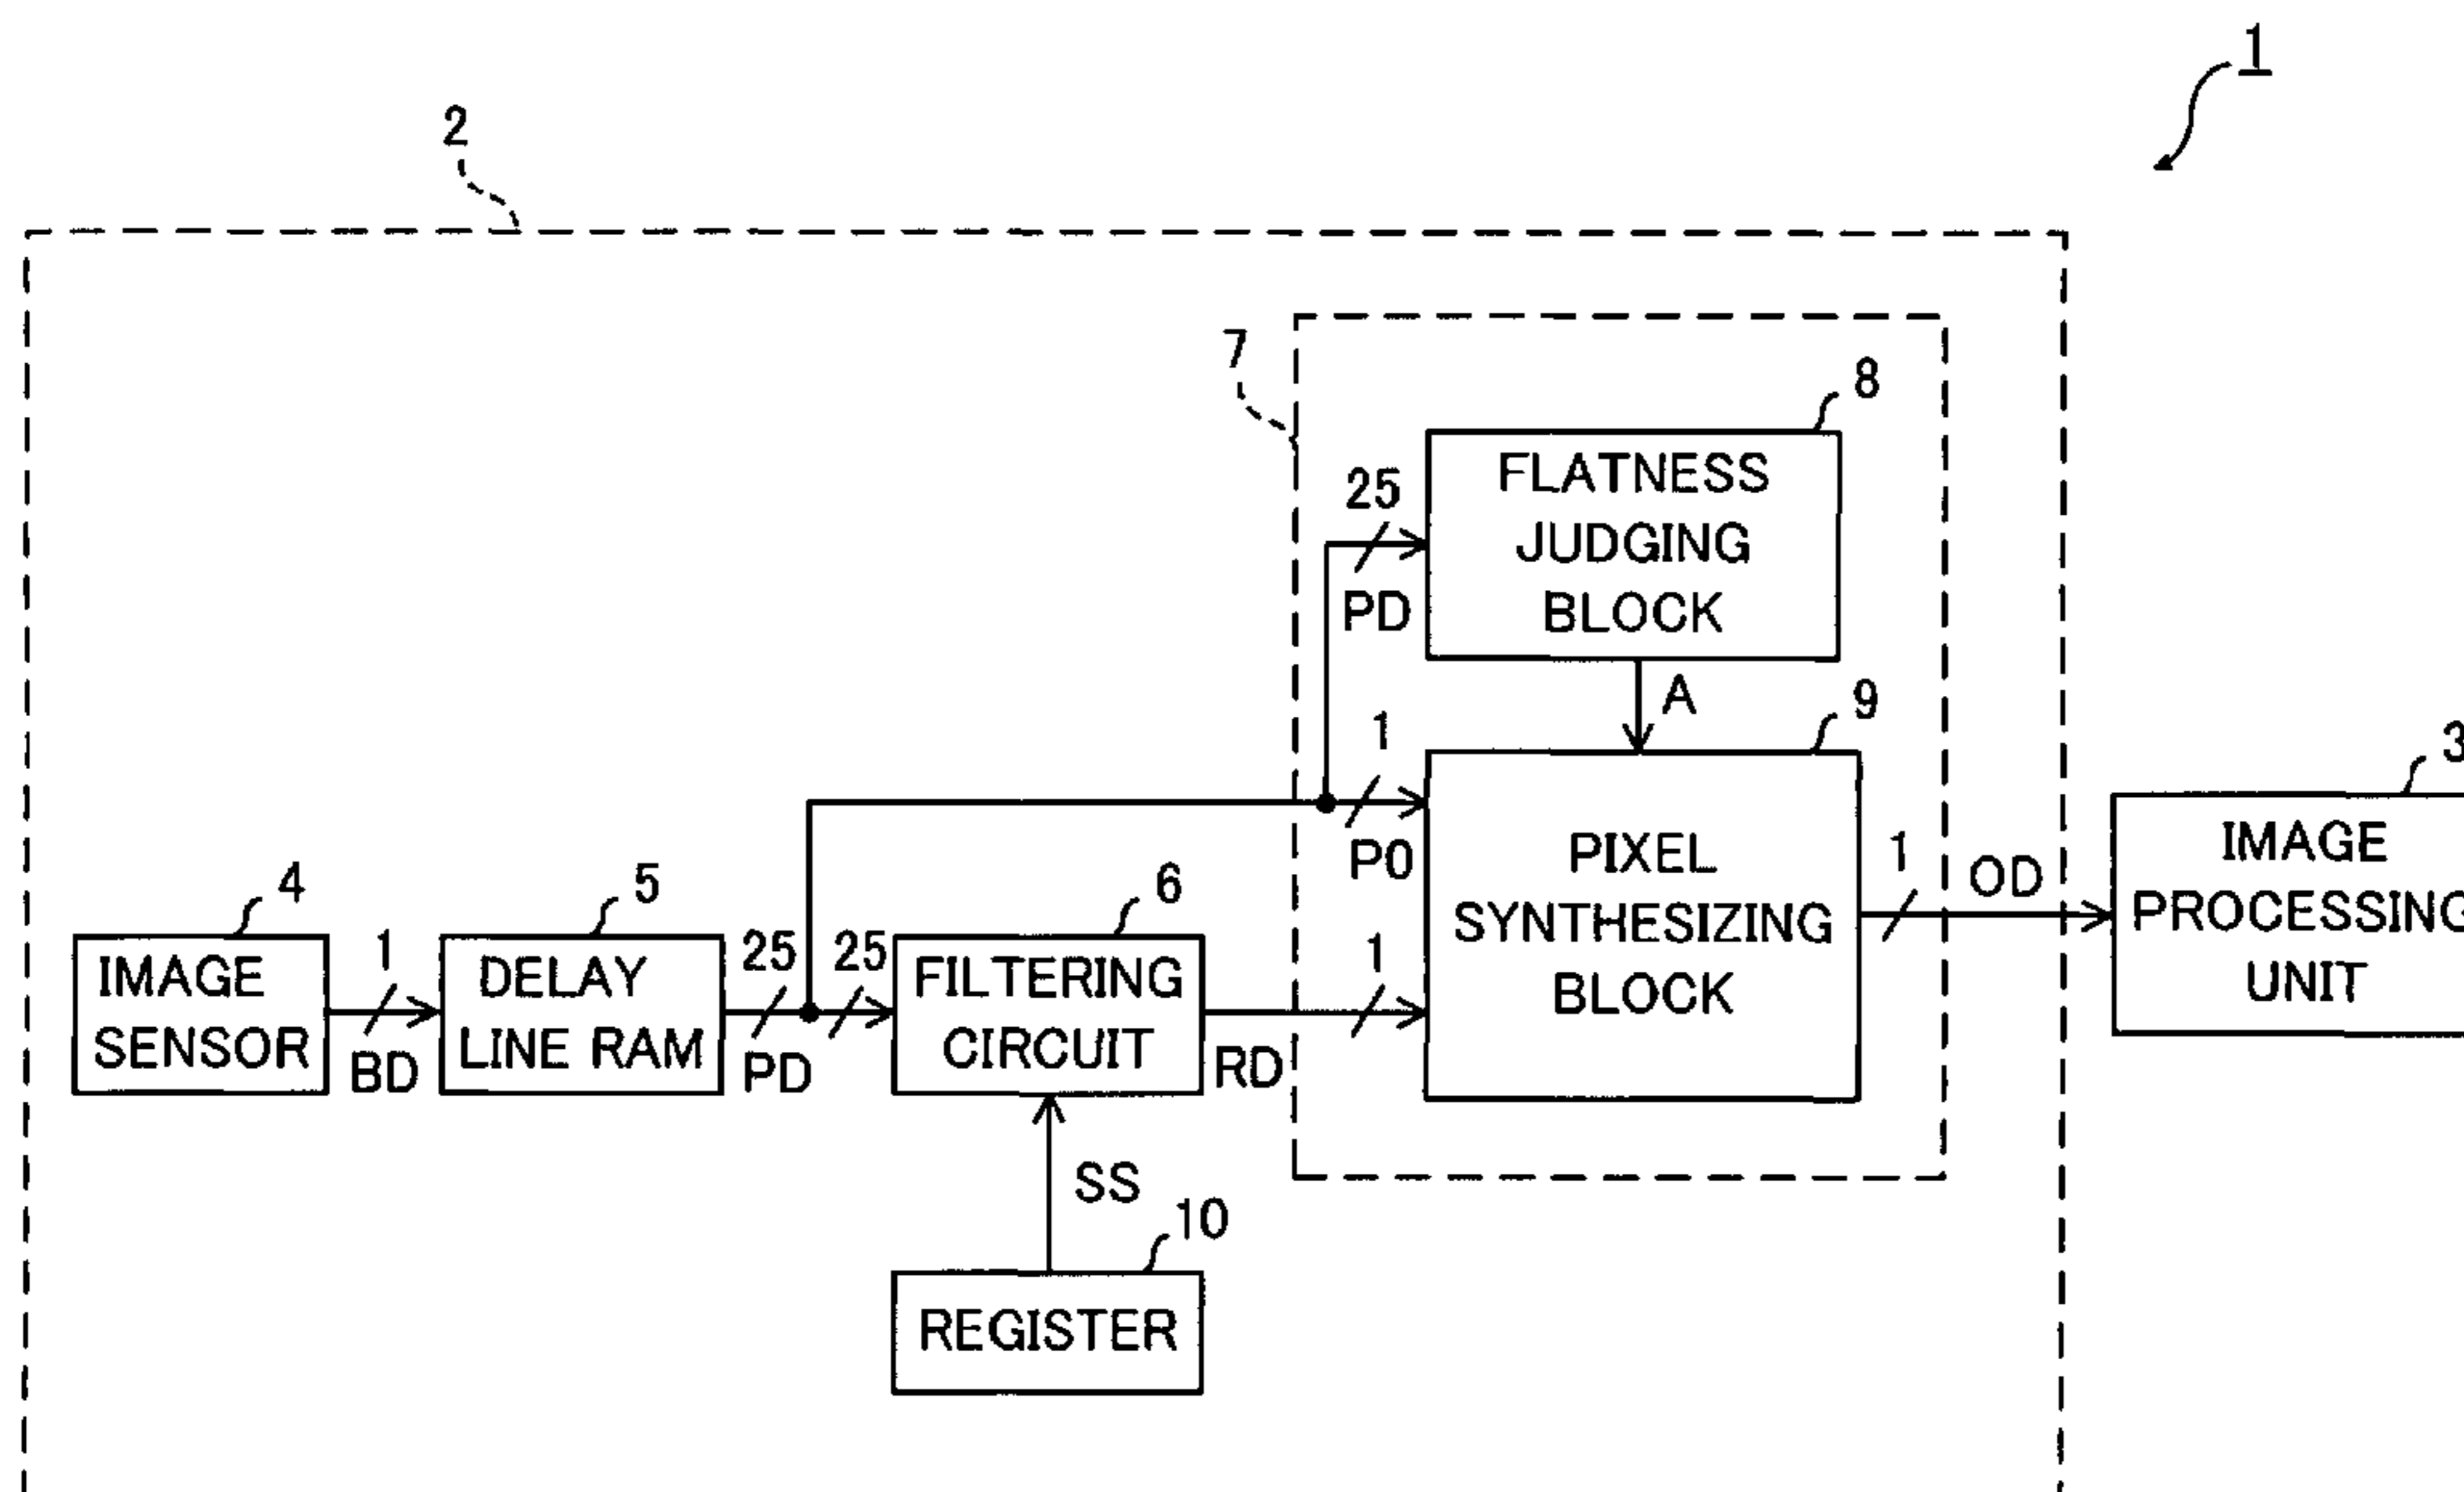 1
2
7
8
25
FLATNESS
JUDGING
BLOCK
PD
A
9
1
P0
PIXEL
SYNTHESIZING
BLOCK
1
OD
3
IMAGE
PROCESSING
UNIT
4
IMAGE
SENSOR
1
BD
5
DELAY
LINE RAM
25
25
PD
6
FILTERING
CIRCUIT
RD
1
SS
10
REGISTER